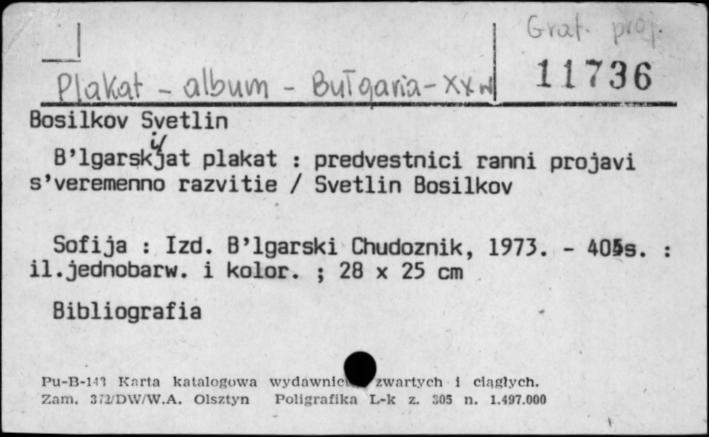 Graf. proj.
11736
Plakat - album - Bułgaria - XX w
Bosilkov Svetlin
B'lgarskijat plakat : predvestnici ranni projavi
s'veremenno razvitie / Svetlin Bosilkov
Sofija : Izd. B'lgarski Chudoznik, 1973. - 405s. :
il.jednobarw. i kolor. ; 28 x 25 cm
Bibliografia
Pu-B-143 Karta katalogowa wydawnictw zwartych i ciągłych.
Zam. 372/DW/W.A. Olsztyn Poligrafika L-k z. 305 n. 1.497.000